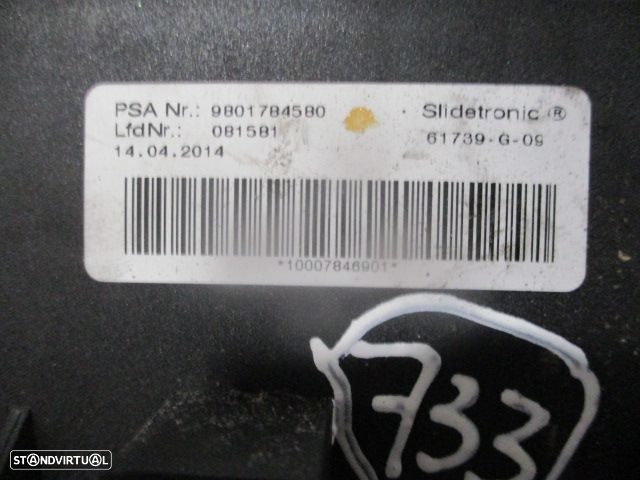 PSA Nr.: 9801784580
Slidetronic ®
LfdNr.: 081581
61739-G-09
14.04.2014
*10007846901*
733
STANDVIRTUAL